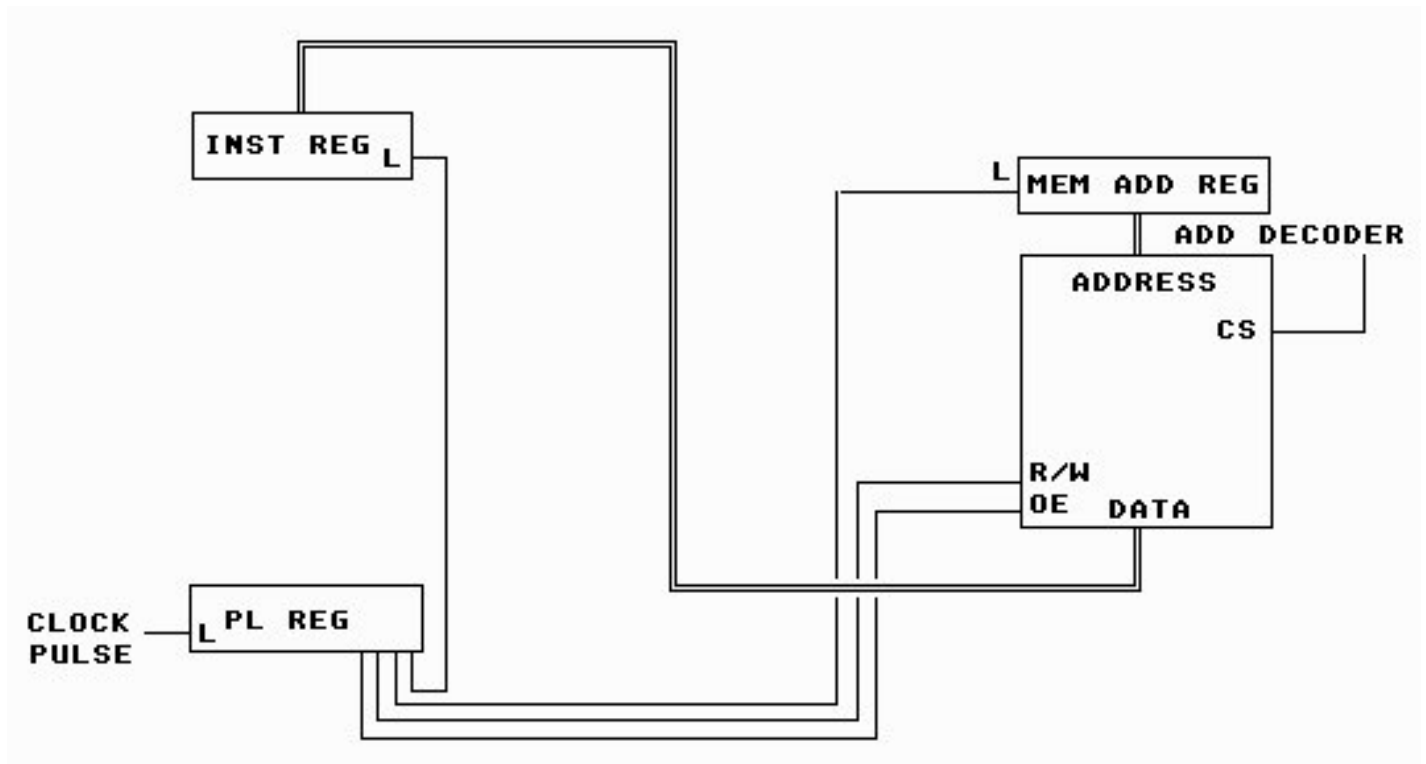 INST REG
L
L
MEM ADD REG
ADD DECODER
ADDRESS
CS
R/W
OE
DATA
CLOCK
PULSE
L
PL REG